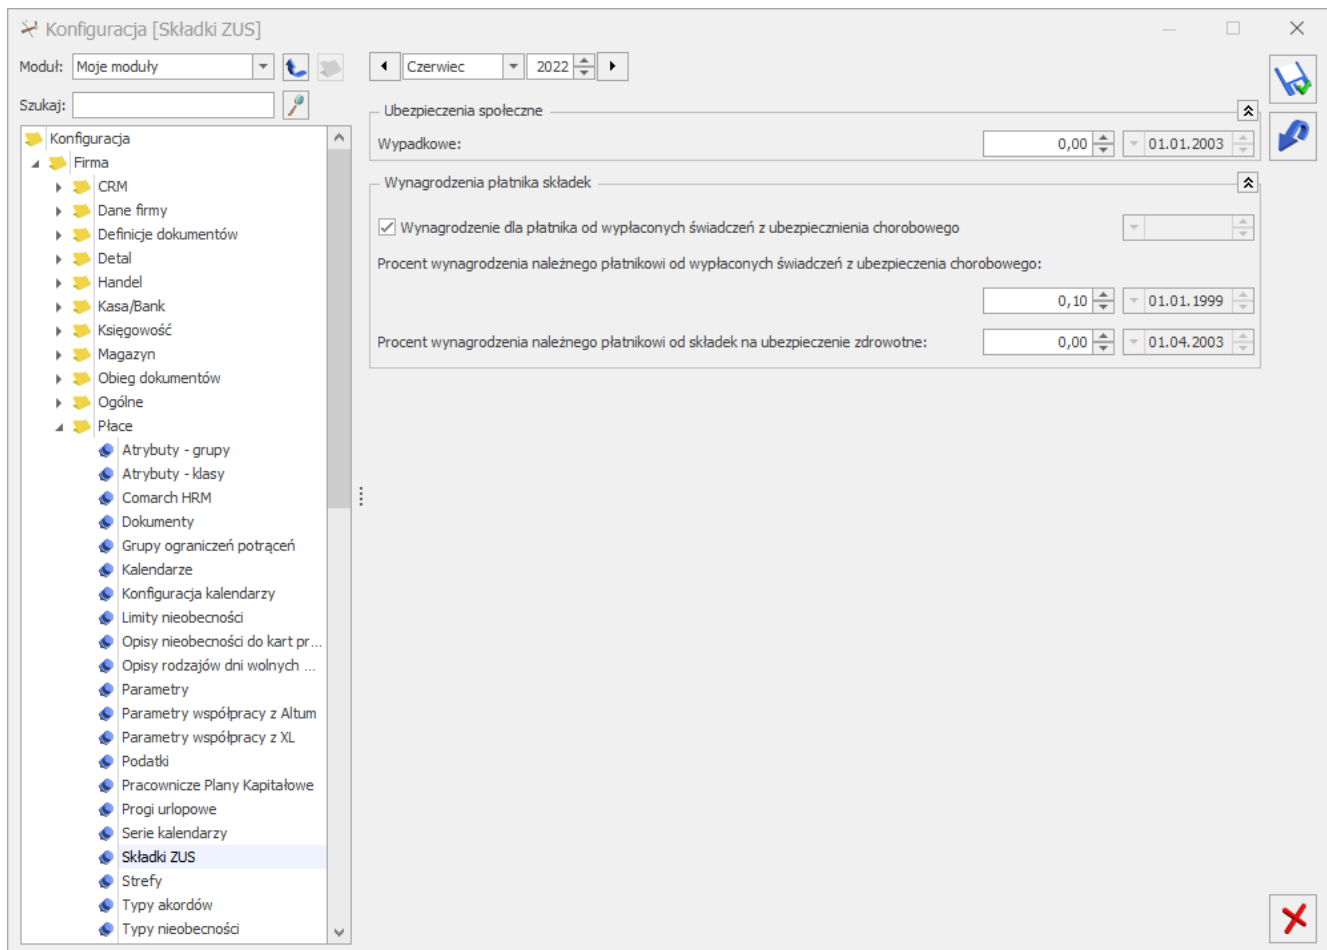 Konfiguracja [Składki ZUS]
Moduł: Moje moduły
Szukaj:
Konfiguracja
Firma
CRM
Dane firmy
Definicje dokumentów
Detal
Handel
Kasa/Bank
Księgowość
Magazyn
Obieg dokumentów
Ogólne
Płace
Atrybuty - grupy
Atrybuty - klasy
Comarch HRM
Dokumenty
Grupy ograniczeń potrąceń
Kalendarze
Konfiguracja kalendarzy
Limity nieobecności
Opisy nieobecności do kart pr...
Opisy rodzajów dni wolnych ...
Parametry
Parametry współpracy z Altum
Parametry współpracy z XL
Podatki
Pracownicze Plany Kapitałowe
Progi urlopowe
Serie kalendarzy
Składki ZUS
Strefy
Typy akordów
Typy nieobecności
Czerwiec 2022
Ubezpieczenia społeczne
Wypadkowe: 0,00 01.01.2003
Wynagrodzenia płatnika składek
Wynagrodzenie dla płatnika od wypłaconych świadczeń z ubezpiecznienia chorobowego
Procent wynagrodzenia należnego płatnikowi od wypłaconych świadczeń z ubezpieczenia chorobowego:
0,10 01.01.1999
Procent wynagrodzenia należnego płatnikowi od składek na ubezpieczenie zdrowotne: 0,00 01.04.2003